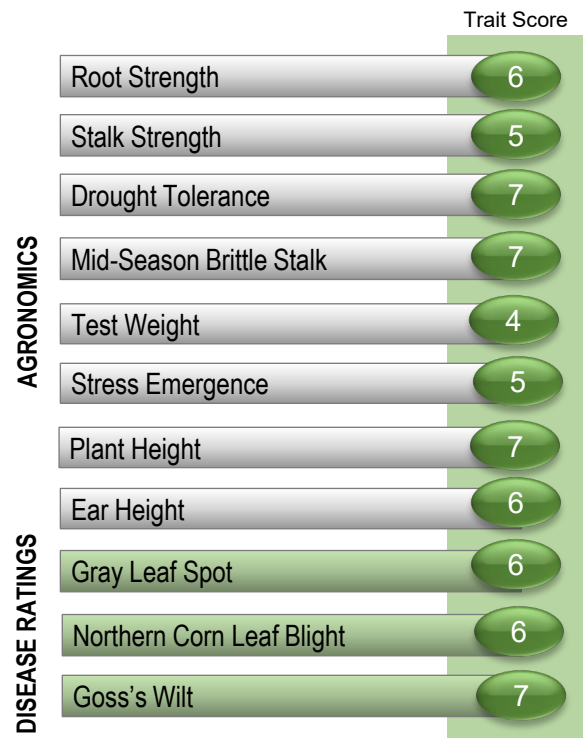 Trait Score
AGRONOMICS
Root Strength 6
Stalk Strength 5
Drought Tolerance 7
Mid-Season Brittle Stalk 7
Test Weight 4
Stress Emergence 5
Plant Height 7
Ear Height 6
DISEASE RATINGS
Gray Leaf Spot 6
Northern Corn Leaf Blight 6
Goss's Wilt 7